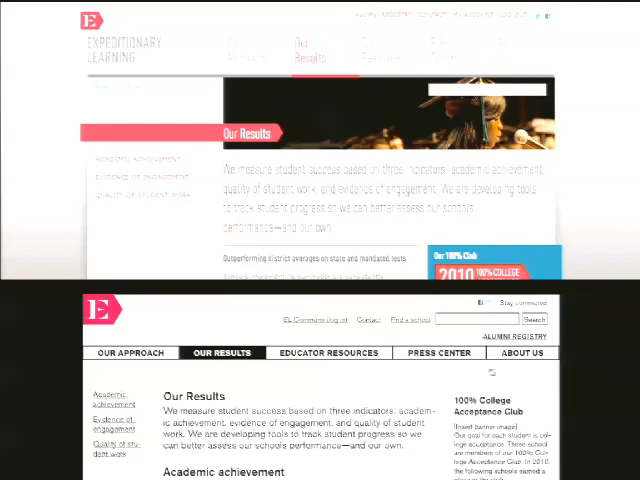 E
ALUMNI REGISTRY CONTACT MY ACCOUNT LOG OUT
EXPEDITIONARY
LEARNING
Our
Results
Our Results
ACADEMIC ACHIEVEMENT
EVIDENCE OF ENGAGEMENT
QUALITY OF STUDENT WORK
We measure student success based on three indicators: academic achievement,
quality of student work, and evidence of engagement. We are developing tools
to track student progress so we can better assess our schools
performance—and our own.
Outperforming district averages on state and mandated tests
Our 100% Club
2010 100% COLLEGE
E
Stay connected
EL Commons (log in) Contact Find a school Search
ALUMNI REGISTRY
OUR APPROACH OUR RESULTS EDUCATOR RESOURCES PRESS CENTER ABOUT US
Academic
achievement
Evidence of
engagement
Quality of stu-
dent work
Our Results
We measure student success based on three indicators: academ-
ic achievement, evidence of engagement, and quality of student
work. We are developing tools to track student progress so we
can better assess our schools performance—and our own.
Academic achievement
100% College
Acceptance Club
[Insert banner image]
Our goal for each student is col-
lege acceptance. These school
are members of our 100% Col-
lege Acceptance Club. In 2010,
the following schools earned